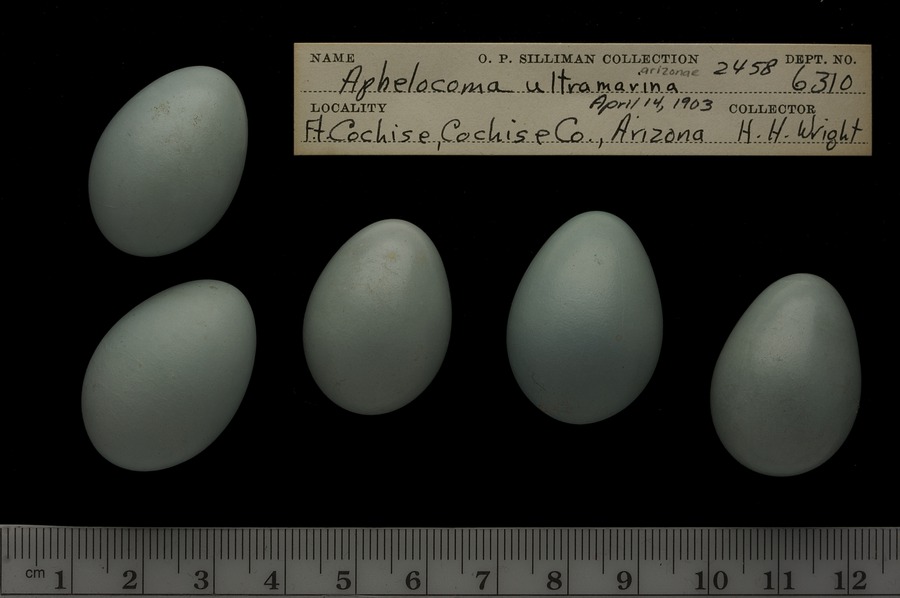 NAME O. P. SILLIMAN COLLECTION DEPT. NO.
Aphelocoma ultramarina arizonae 2458 6310
LOCALITY April 14, 1903 COLLECTOR
Ft. Cochise, Cochise Co., Arizona H. H. Wright
cm 1 2 3 4 5 6 7 8 9 10 11 12